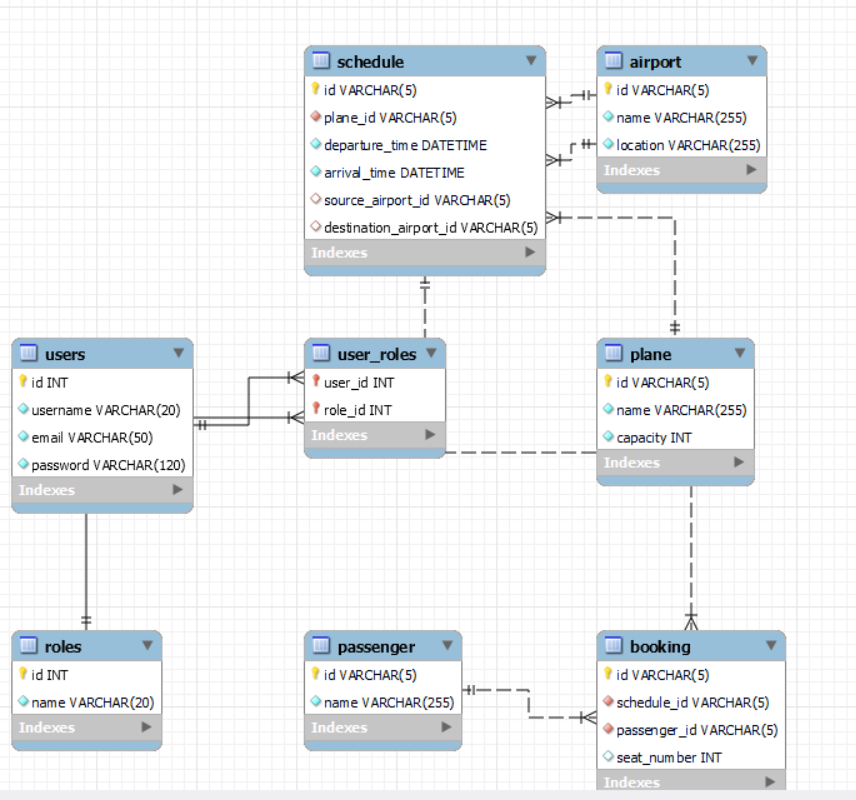 schedule
id VARCHAR(5)
plane_id VARCHAR(5)
departure_time DATETIME
arrival_time DATETIME
source_airport_id VARCHAR(5)
destination_airport_id VARCHAR(5)
Indexes
airport
id VARCHAR(5)
name VARCHAR(255)
location VARCHAR(255)
Indexes
users
id INT
username VARCHAR(20)
email VARCHAR(50)
password VARCHAR(120)
Indexes
user_roles
user_id INT
role_id INT
Indexes
plane
id VARCHAR(5)
name VARCHAR(255)
capacity INT
Indexes
roles
id INT
name VARCHAR(20)
Indexes
passenger
id VARCHAR(5)
name VARCHAR(255)
Indexes
booking
id VARCHAR(5)
schedule_id VARCHAR(5)
passenger_id VARCHAR(5)
seat_number INT
Indexes